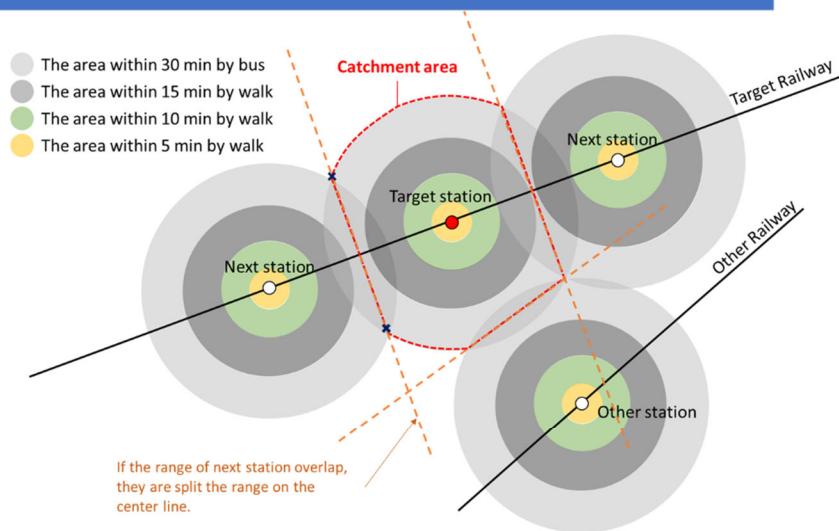 The area within 30 min by bus
The area within 15 min by walk
The area within 10 min by walk
The area within 5 min by walk
Catchment area
Target Railway
Next station
Target station
Other Railway
Next station
Other station
If the range of next station overlap,
they are split the range on the
center line.